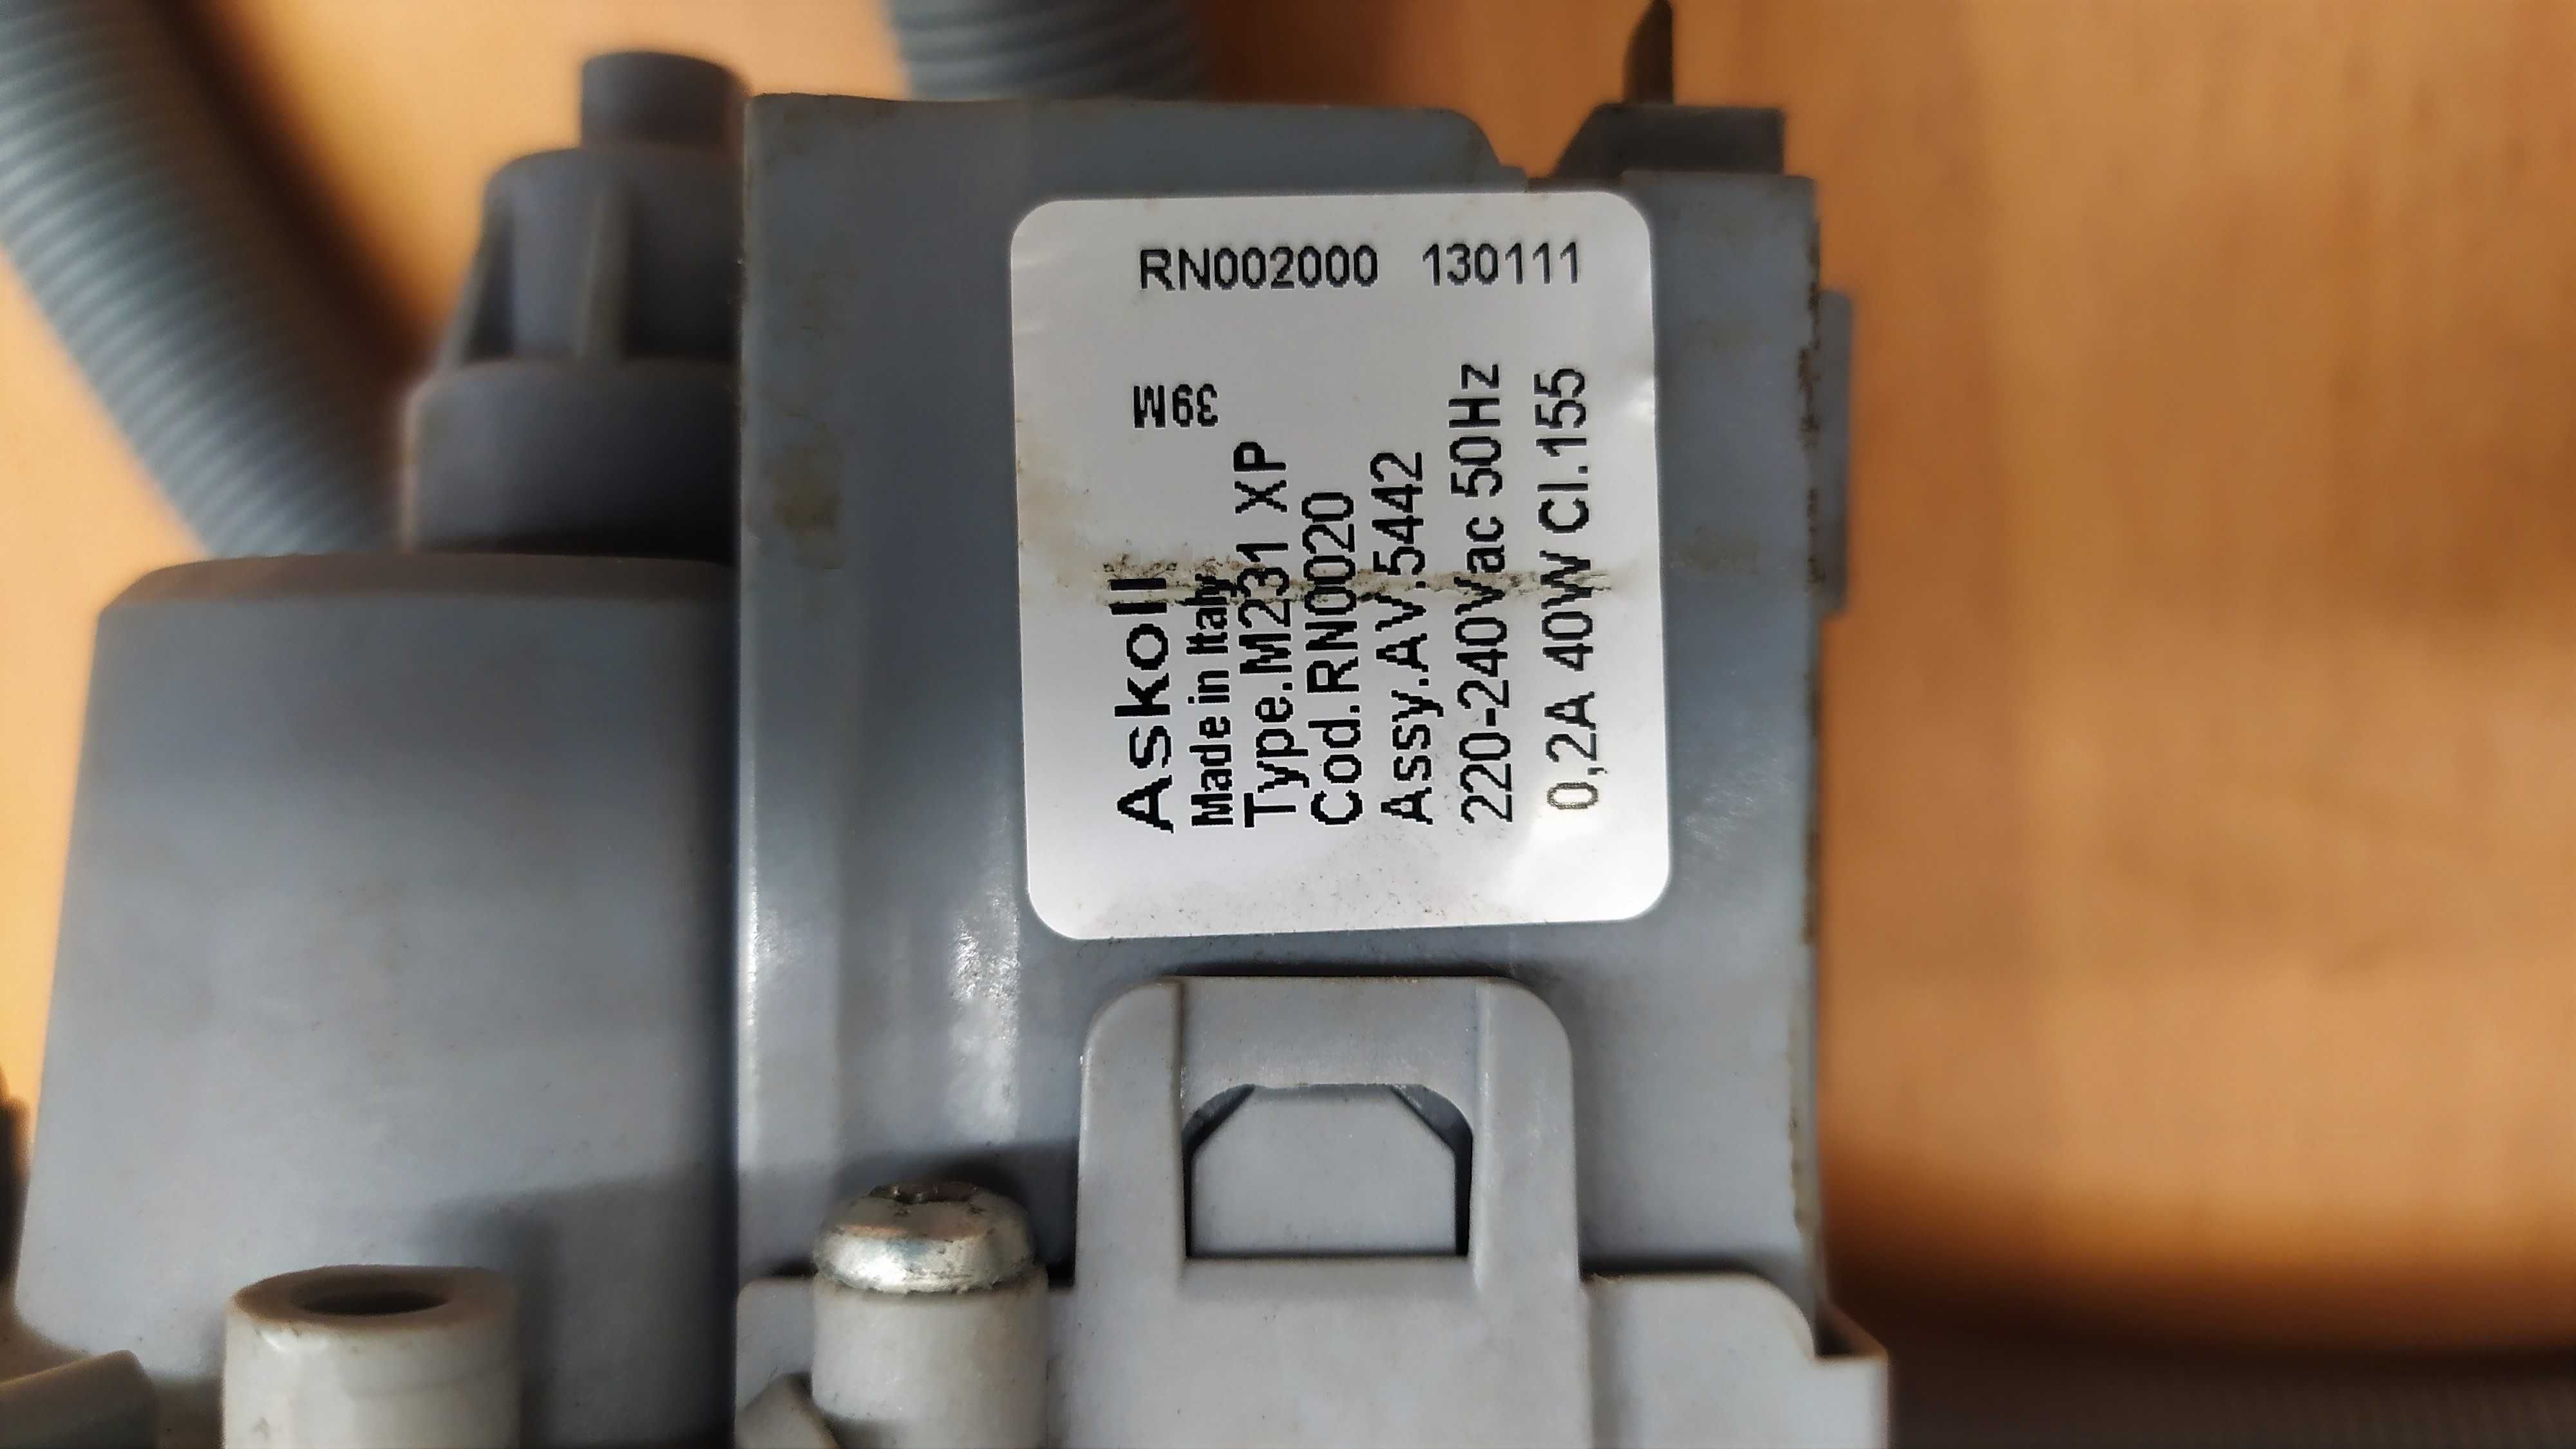 RN002000 130111
39M
Askoll
Made in Italy
Type.M231 XP
Cod.RN0020
Assy.AV.5442
220-240Vac 50Hz
0,2A 40W Cl.155